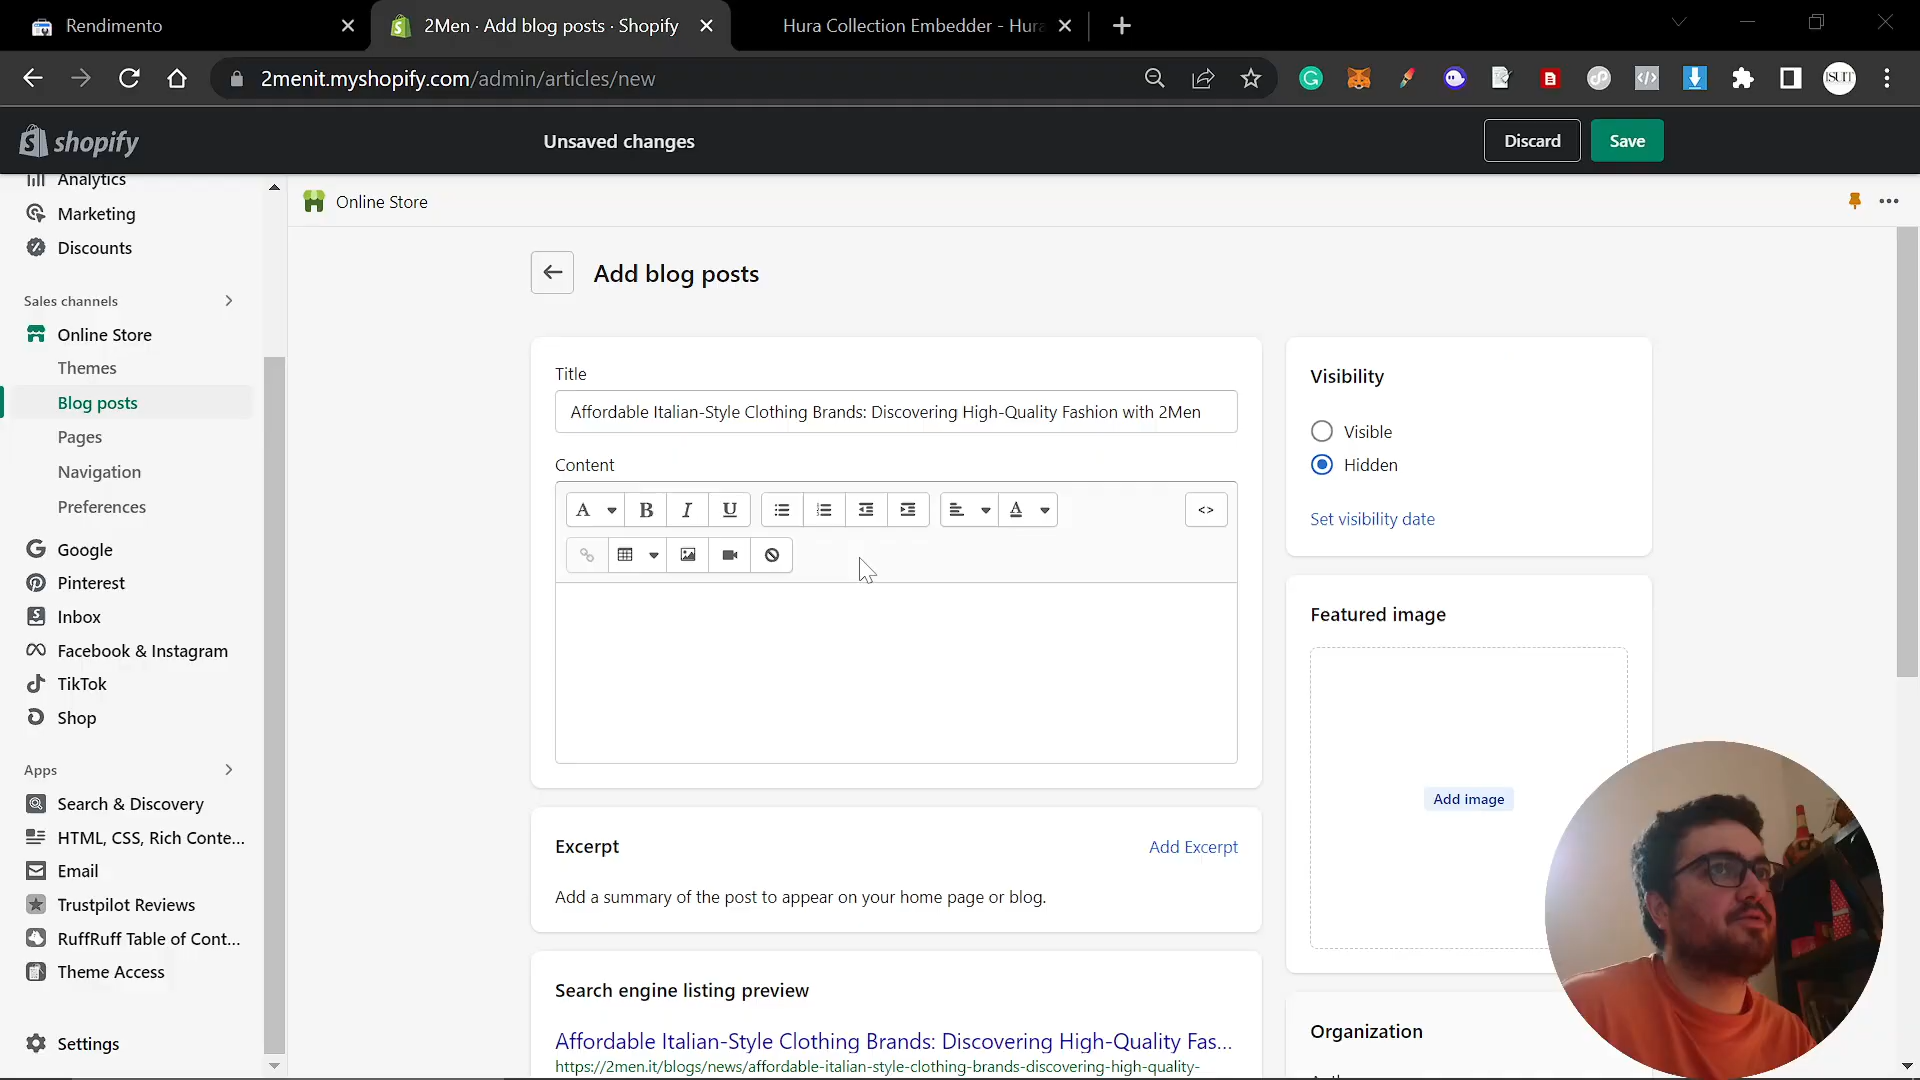 Rendimento
2Men · Add blog posts · Shopify
Hura Collection Embedder - Hura
2menit.myshopify.com/admin/articles/new
ISUIT
shopify
Unsaved changes
Discard
Save
Analytics
Marketing
Discounts
Sales channels
Online Store
Themes
Blog posts
Pages
Navigation
Preferences
Google
Pinterest
Inbox
Facebook & Instagram
TikTok
Shop
Apps
Search & Discovery
HTML, CSS, Rich Conte...
Email
Trustpilot Reviews
RuffRuff Table of Cont...
Theme Access
Settings
Online Store
Add blog posts
Title
Affordable Italian-Style Clothing Brands: Discovering High-Quality Fashion with 2Men
Content
A B I U A <>
Excerpt
Add Excerpt
Add a summary of the post to appear on your home page or blog.
Search engine listing preview
Affordable Italian-Style Clothing Brands: Discovering High-Quality Fas...
https://2men.it/blogs/news/affordable-italian-style-clothing-brands-discovering-high-quality-
Visibility
Visible
Hidden
Set visibility date
Featured image
Add image
Organization